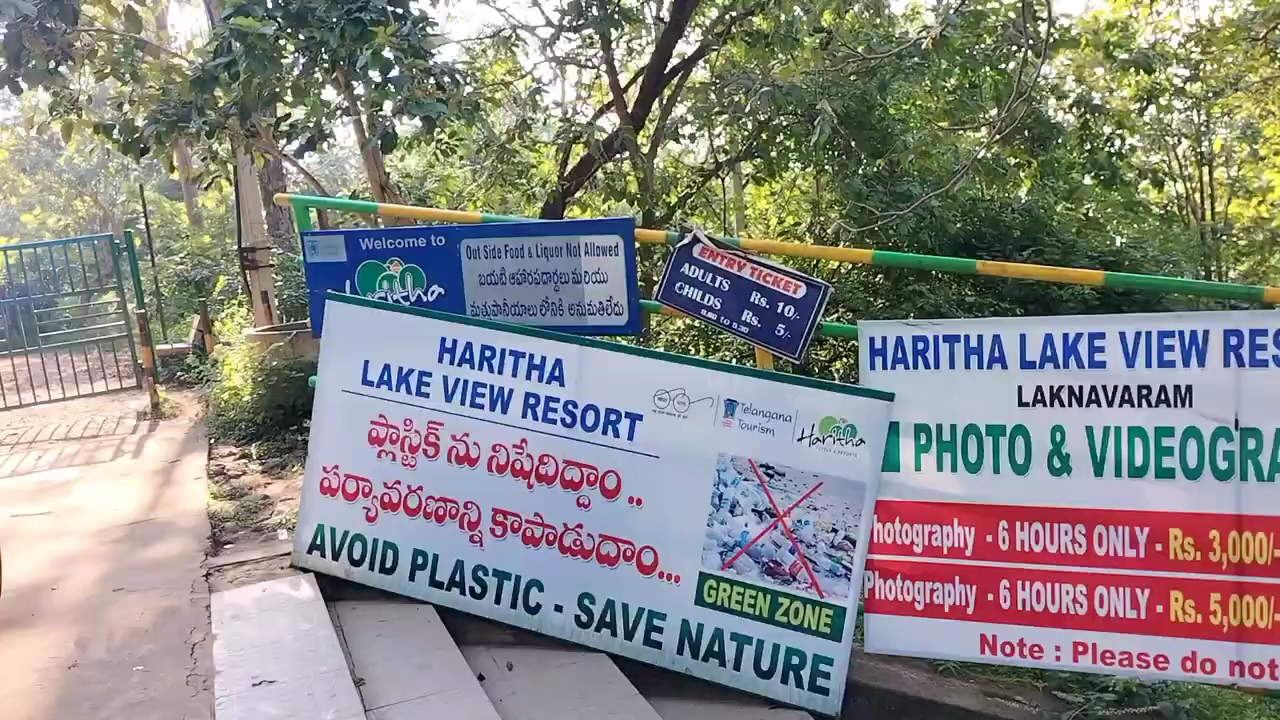 Welcome to
Haritha
Out Side Food & Liquor Not Allowed
బయటి ఆహారపదార్థలు మరియు
మత్తుపానీయాలు లోనికి అనుమతిలేదు
ENTRY TICKET
ADULTS Rs. 10/-
CHILDS Rs. 5/-
HARITHA
LAKE VIEW RESORT
Telangana
Tourism
Haritha
ప్లాస్టిక్ ను నిషేదిద్దాం..
పర్యావరణాన్ని కాపాడుదాం...
AVOID PLASTIC - SAVE NATURE
GREEN ZONE
HARITHA LAKE VIEW RES
LAKNAVARAM
PHOTO & VIDEOGRA
hotography - 6 HOURS ONLY - Rs. 3,000/-
Photography - 6 HOURS ONLY - Rs. 5,000/-
Note : Please do not